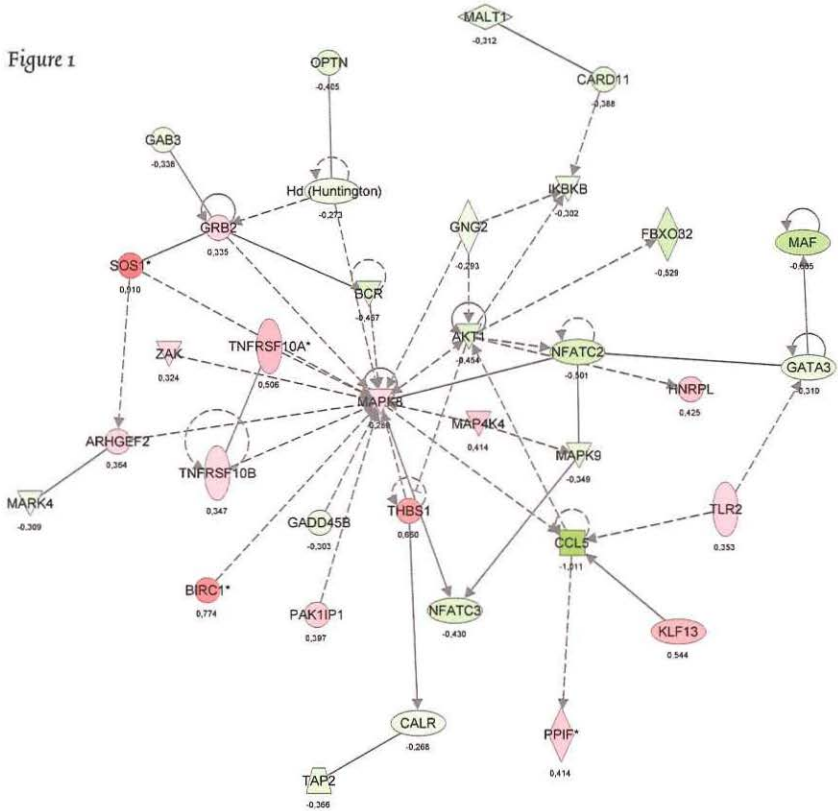 MALT1
-0,312
Figure 1
OPTN
-0,405
CARD11
-0,388
GAB3
-0,338
Hd (Huntington)
-0,273
IKBKB
-0,302
GRB2
0,335
GNG2
-0,293
FBXO32
-0,529
MAF
-0,635
SOS1*
0,910
BCR
-0,457
AKT1
-0,454
NFATC2
-0,501
GATA3
-0,310
ZAK
0,324
TNFRSF10A*
0,506
MAPK8
HNRPL
0,425
MAP4K4
0,414
ARHGEF2
0,364
MAPK9
-0,349
TNFRSF10B
0,347
MARK4
-0,309
GADD45B
-0,303
THBS1
0,660
TLR2
0,353
CCL5
-1,011
BIRC1*
0,774
PAK1IP1
0,397
NFATC3
-0,430
KLF13
0,544
CALR
-0,268
PPIF*
0,414
TAP2
-0,366